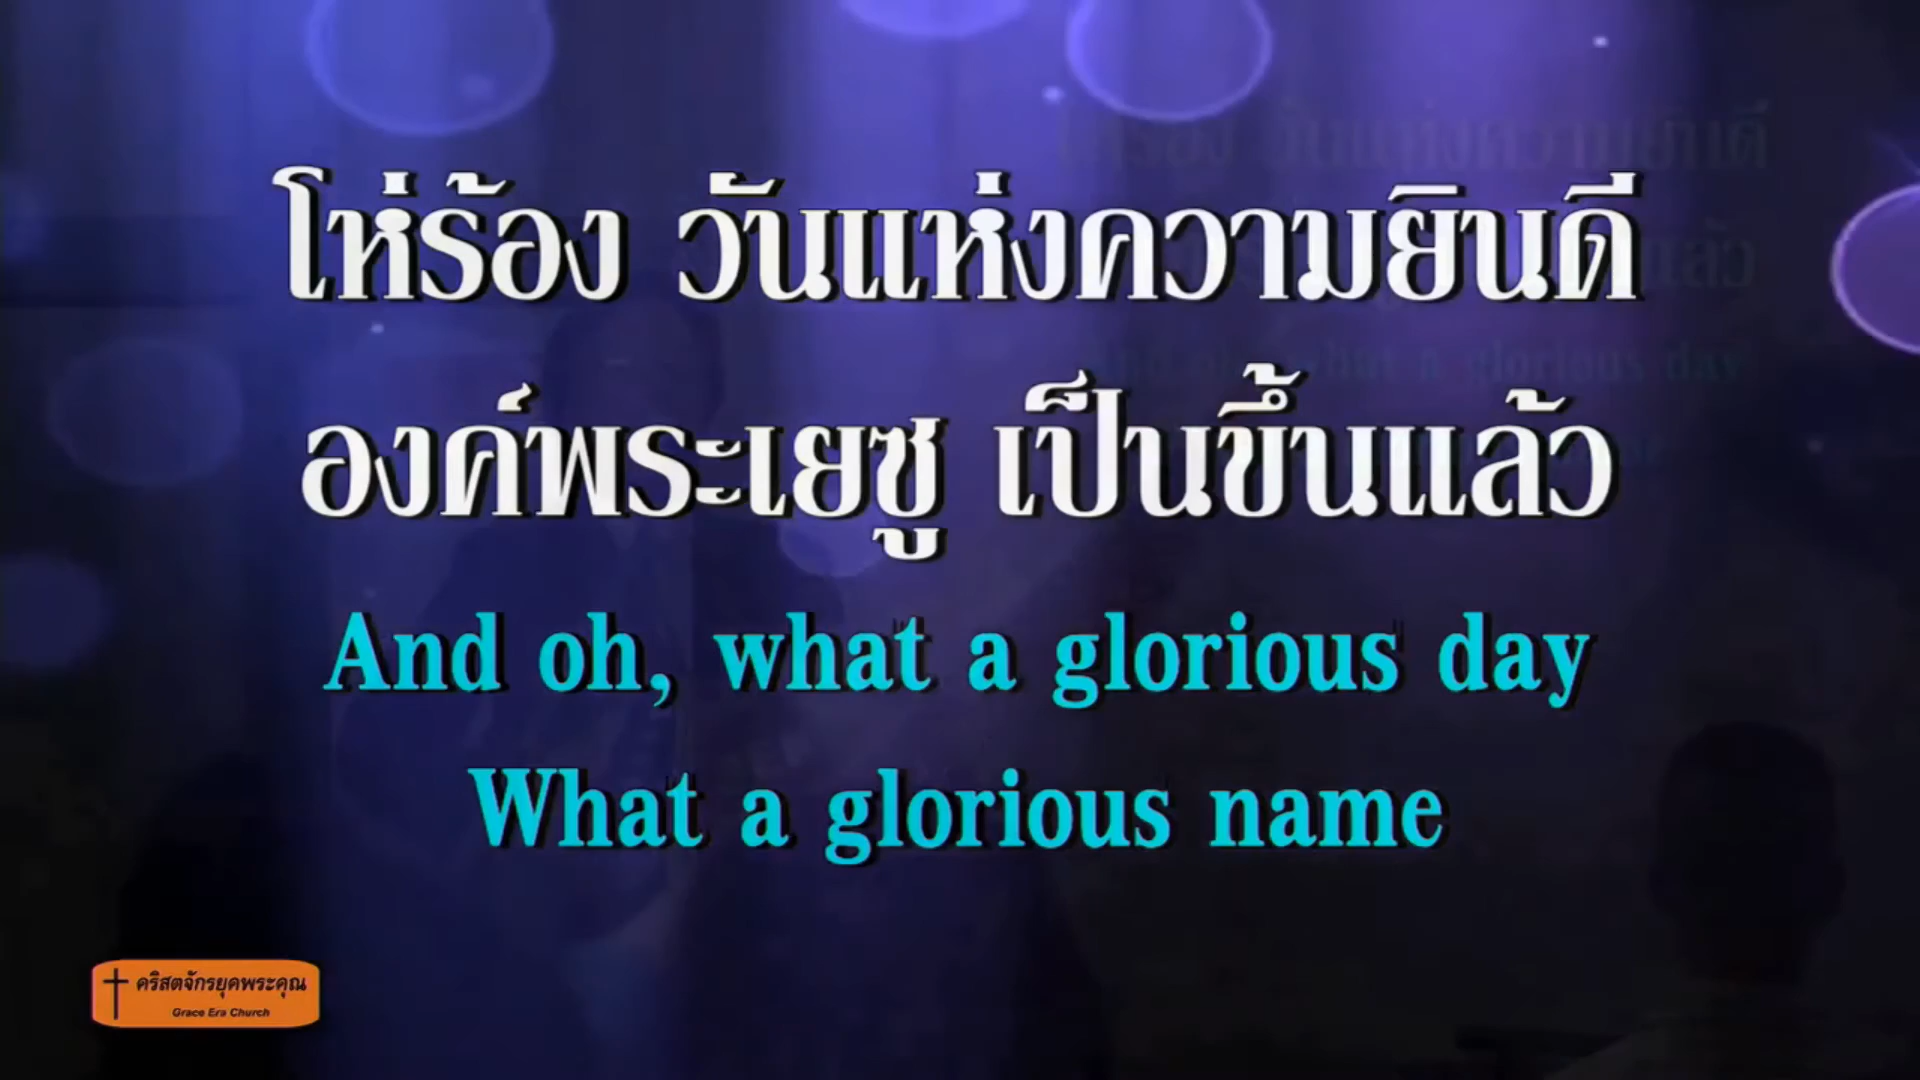 โห่ร้อง วันแห่งความยินดี
องค์พระเยซู เป็นขึ้นแล้ว
And oh, what a glorious day
What a glorious name
คริสตจักรยุคพระคุณ
Grace Era Church